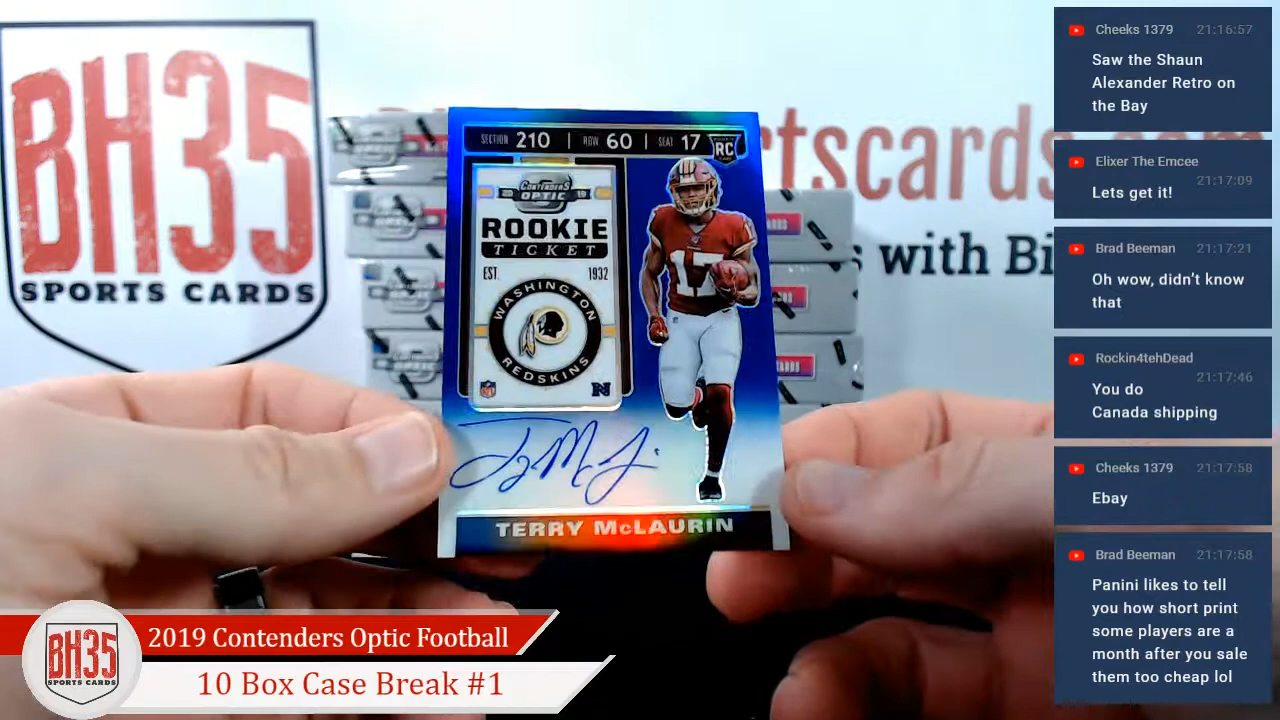 BH35
SPORTS CARDS
rtscards.com
s with Bi
SECTION 210 | ROW 60 | SEAT 17
RC
CONTENDERS
20 OPTIC 19
ROOKIE
TICKET
EST. 1932
WASHINGTON
REDSKINS
NFL
N
17
TERRY McLAURIN
BH35
SPORTS CARDS
2019 Contenders Optic Football
10 Box Case Break #1
Cheeks 1379 21:16:57
Saw the Shaun
Alexander Retro on
the Bay
Elixer The Emcee
21:17:09
Lets get it!
Brad Beeman 21:17:21
Oh wow, didn't know
that
Rockin4tehDead
21:17:46
You do
Canada shipping
Cheeks 1379 21:17:58
Ebay
Brad Beeman 21:17:58
Panini likes to tell
you how short print
some players are a
month after you sale
them too cheap lol